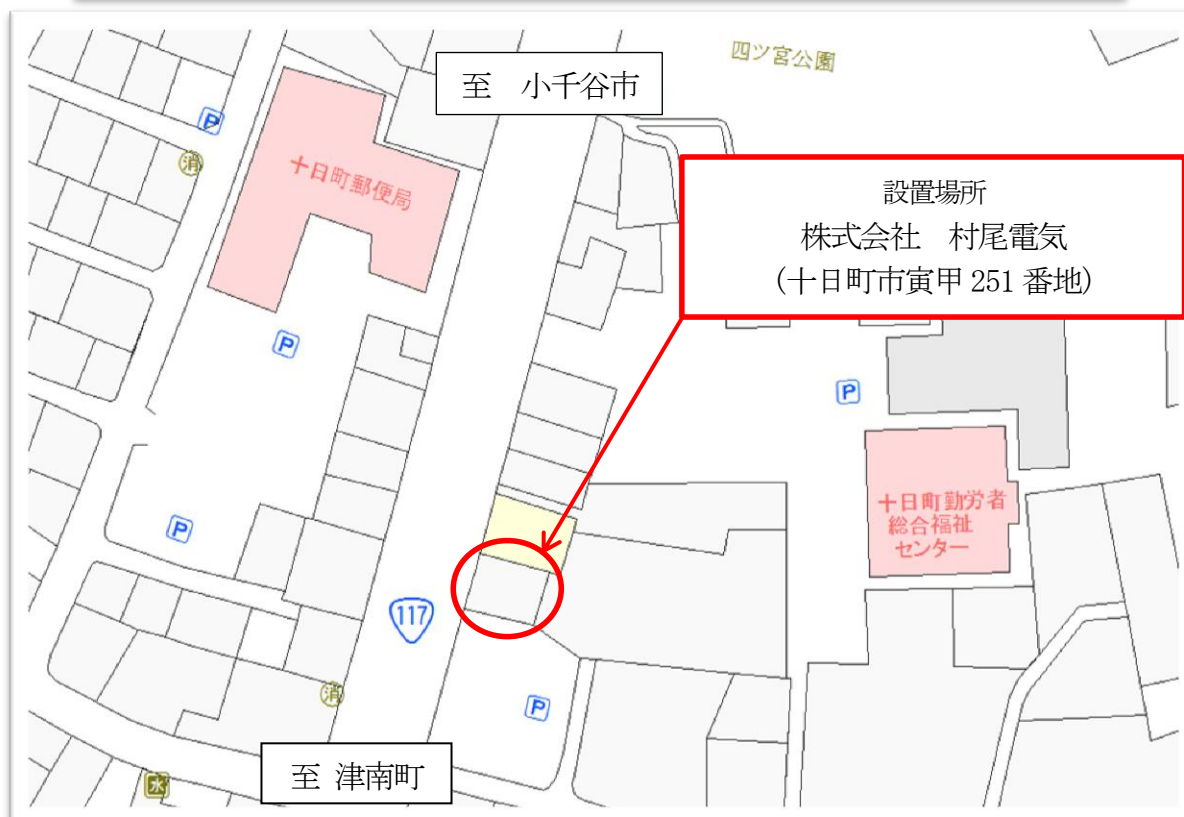 四ツ宮公園
至　小千谷市
P
消
十日町郵便局
設置場所
株式会社　村尾電気
(十日町市寅甲 251 番地)
P
P
十日町勤労者
総合福祉
センター
P
117
消
P
至 津南町
水